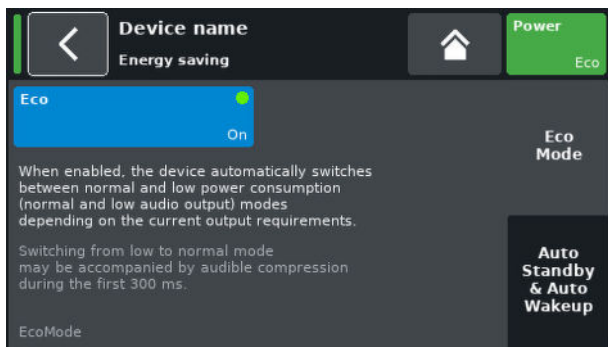 Device name
Energy saving
Power
Eco
Eco
On
When enabled, the device automatically switches
between normal and low power consumption
(normal and low audio output) modes
depending on the current output requirements.
Switching from low to normal mode
may be accompanied by audible compression
during the first 300 ms.
EcoMode
Eco
Mode
Auto
Standby
& Auto
Wakeup